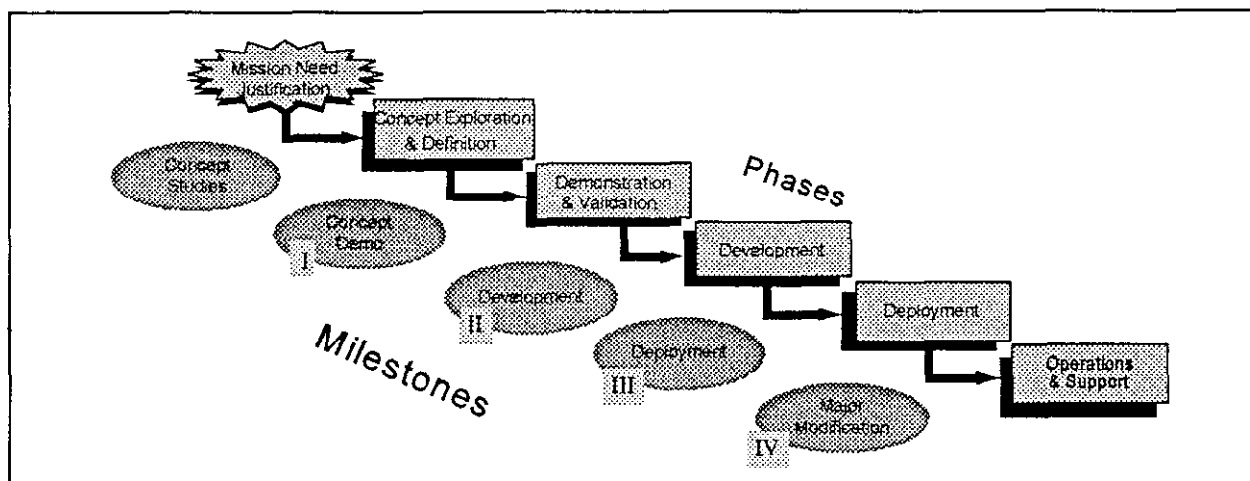 Mission Need
Justification
Concept Exploration
& Definition
Concept
Studies
Demonstration
& Validation
Phases
Concept
Demo
I
Development
Development
II
Deployment
Milestones
Deployment
III
Operations
& Support
Major
Modification
IV